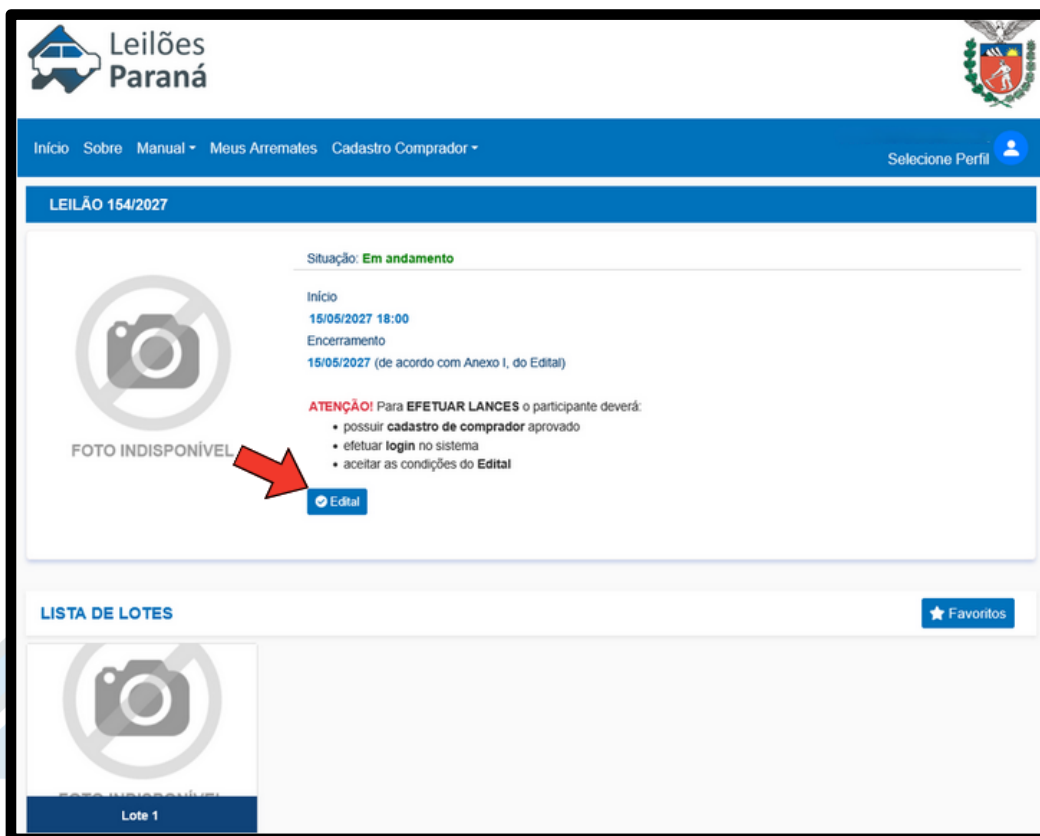 Leilões
Paraná
Início Sobre Manual Meus Arremates Cadastro Comprador
Selecione Perfil
LEILÃO 154/2027
Situação: Em andamento
Início
15/05/2027 18:00
Encerramento
15/05/2027 (de acordo com Anexo I, do Edital)
ATENÇÃO! Para EFETUAR LANCES o participante deverá:
• possuir cadastro de comprador aprovado
• efetuar login no sistema
• aceitar as condições do Edital
FOTO INDISPONÍVEL
Edital
LISTA DE LOTES
Favoritos
FOTO INDISPONÍVEL
Lote 1